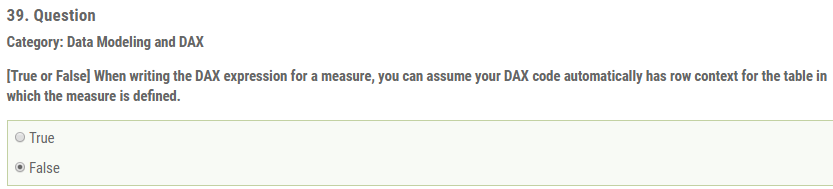 39. Question
Category: Data Modeling and DAX
[True or False] When writing the DAX expression for a measure, you can assume your DAX code automatically has row context for the table in
which the measure is defined.
True
False